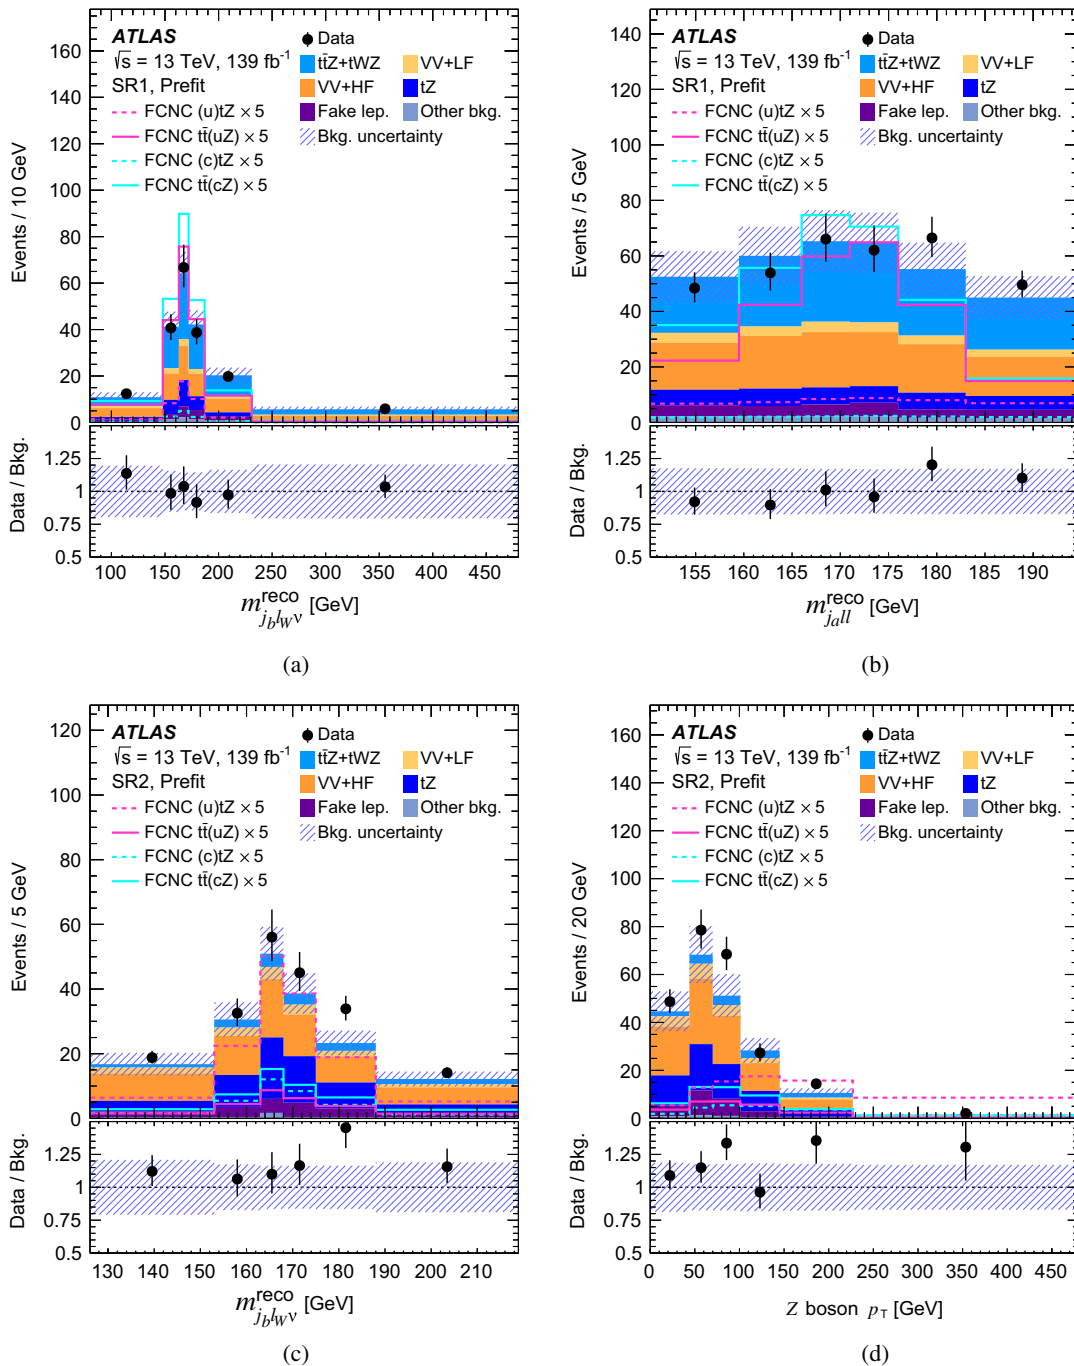 ATLAS
√s = 13 TeV, 139 fb⁻¹
SR1, Prefit
FCNC (u)tZ × 5
FCNC tt̄(uZ) × 5
FCNC (c)tZ × 5
FCNC tt̄(cZ) × 5
Data
tt̄Z+tWZ
VV+LF
VV+HF
tZ
Fake lep.
Other bkg.
Bkg. uncertainty
Events / 10 GeV
160
140
120
100
80
60
40
20
0
Data / Bkg.
1.25
1
0.75
0.5
100 150 200 250 300 350 400 450
m_{j_b l_W ν}^{reco} [GeV]
(a)
ATLAS
√s = 13 TeV, 139 fb⁻¹
SR1, Prefit
FCNC (u)tZ × 5
FCNC tt̄(uZ) × 5
FCNC (c)tZ × 5
FCNC tt̄(cZ) × 5
Data
tt̄Z+tWZ
VV+LF
VV+HF
tZ
Fake lep.
Other bkg.
Bkg. uncertainty
Events / 5 GeV
140
120
100
80
60
40
20
0
Data / Bkg.
1.25
1
0.75
0.5
155 160 165 170 175 180 185 190
m_{j_a ll}^{reco} [GeV]
(b)
ATLAS
√s = 13 TeV, 139 fb⁻¹
SR2, Prefit
FCNC (u)tZ × 5
FCNC tt̄(uZ) × 5
FCNC (c)tZ × 5
FCNC tt̄(cZ) × 5
Data
tt̄Z+tWZ
VV+LF
VV+HF
tZ
Fake lep.
Other bkg.
Bkg. uncertainty
Events / 5 GeV
120
100
80
60
40
20
0
Data / Bkg.
1.25
1
0.75
0.5
130 140 150 160 170 180 190 200 210
m_{j_b l_W ν}^{reco} [GeV]
(c)
ATLAS
√s = 13 TeV, 139 fb⁻¹
SR2, Prefit
FCNC (u)tZ × 5
FCNC tt̄(uZ) × 5
FCNC (c)tZ × 5
FCNC tt̄(cZ) × 5
Data
tt̄Z+tWZ
VV+LF
VV+HF
tZ
Fake lep.
Other bkg.
Bkg. uncertainty
Events / 20 GeV
160
140
120
100
80
60
40
20
0
Data / Bkg.
1.25
1
0.75
0.5
0 50 100 150 200 250 300 350 400 450
Z boson p_T [GeV]
(d)